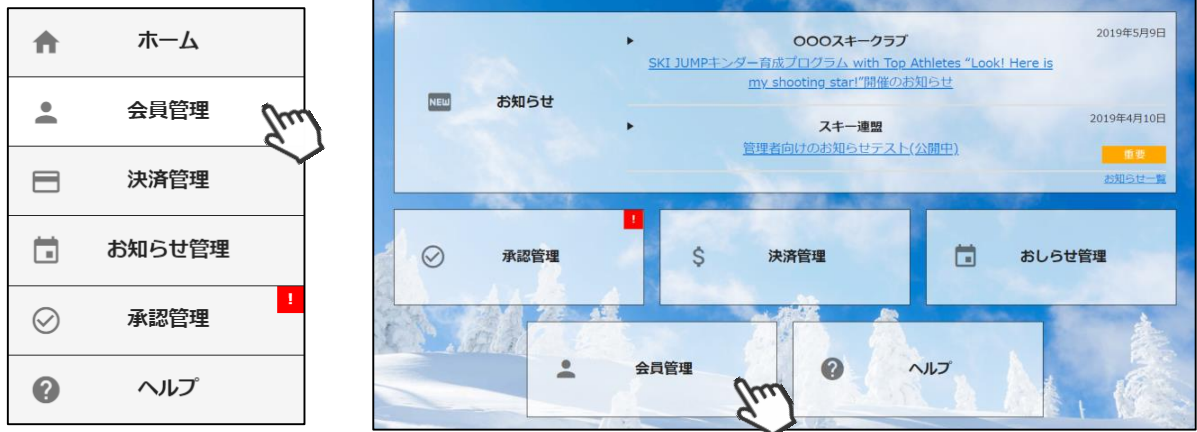 ホーム
会員管理
決済管理
お知らせ管理
!
承認管理
ヘルプ
NEW
お知らせ
〇〇〇スキークラブ
2019年5月9日
SKI JUMPキンダー育成プログラム with Top Athletes “Look! Here is
my shooting star!”開催のお知らせ
スキー連盟
2019年4月10日
管理者向けのお知らせテスト(公開中)
重要
お知らせ一覧
承認管理
!
決済管理
おしらせ管理
会員管理
ヘルプ